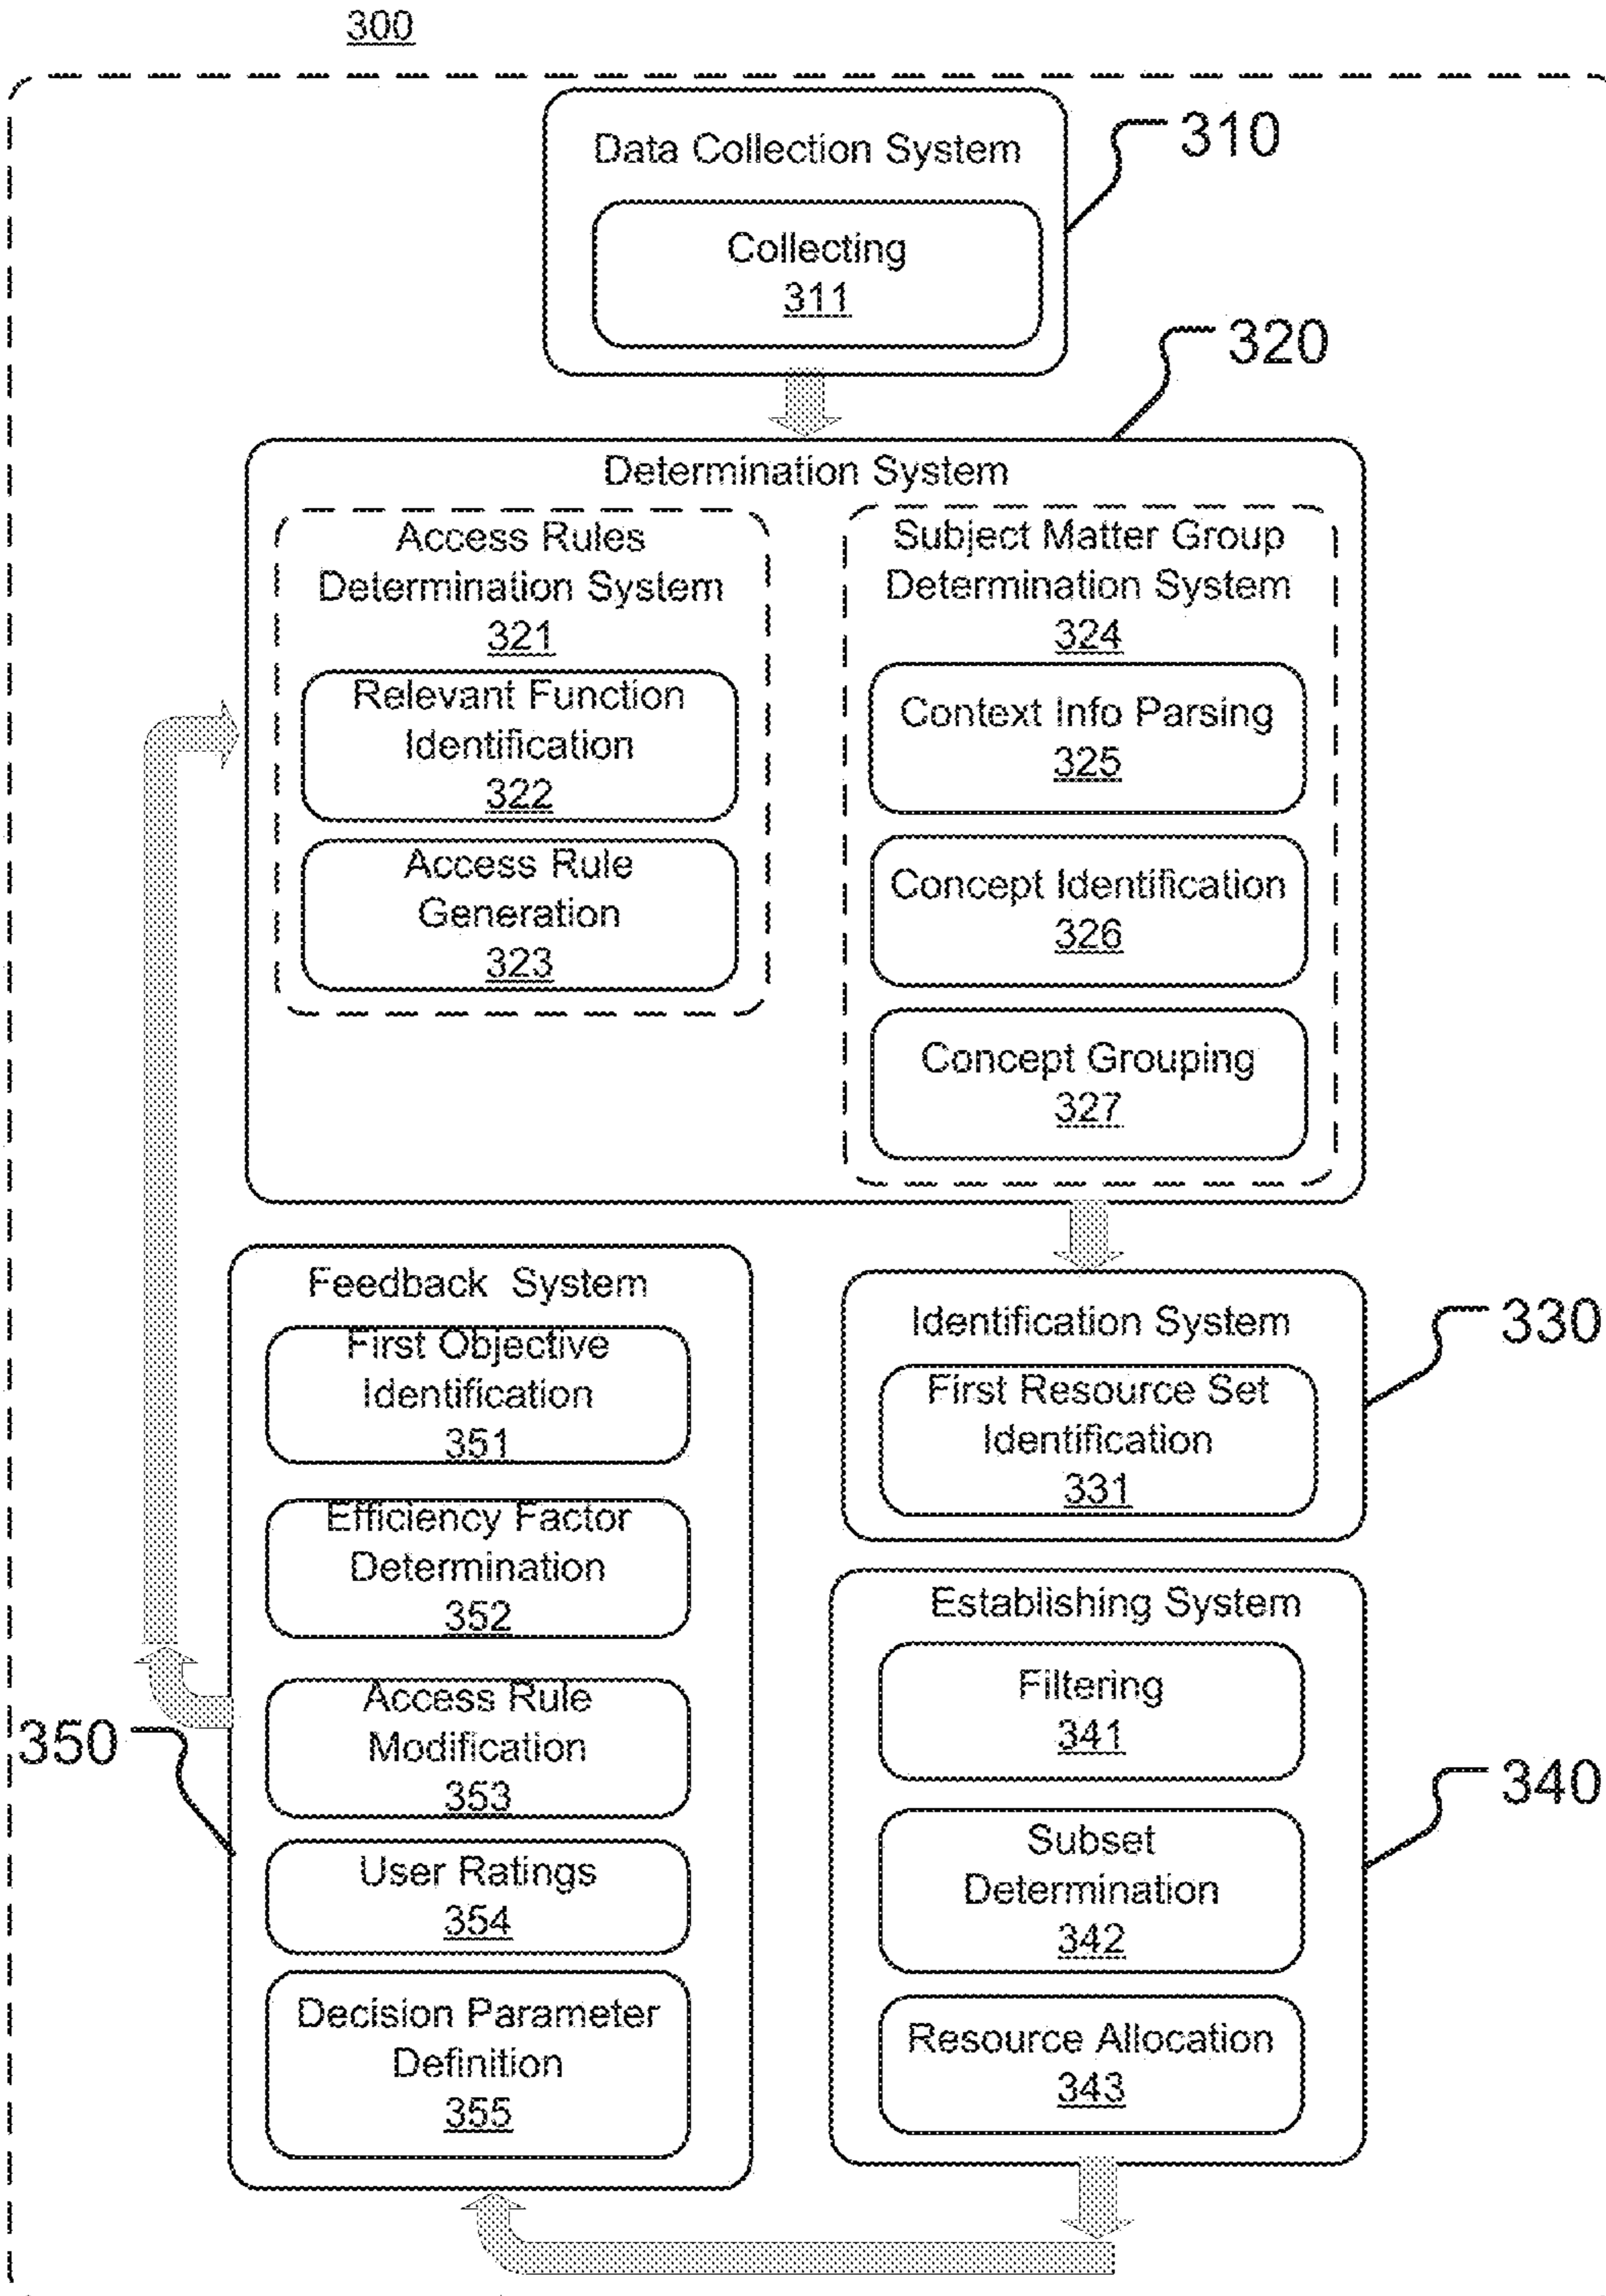 300
Data Collection System
Collecting
311
310
320
Determination System
Access Rules
Determination System
321
Relevant Function
Identification
322
Access Rule
Generation
323
Subject Matter Group
Determination System
324
Context Info Parsing
325
Concept Identification
326
Concept Grouping
327
Feedback System
First Objective
Identification
351
Efficiency Factor
Determination
352
Access Rule
Modification
353
User Ratings
354
Decision Parameter
Definition
355
350
Identification System
First Resource Set
Identification
331
330
Establishing System
Filtering
341
Subset
Determination
342
Resource Allocation
343
340